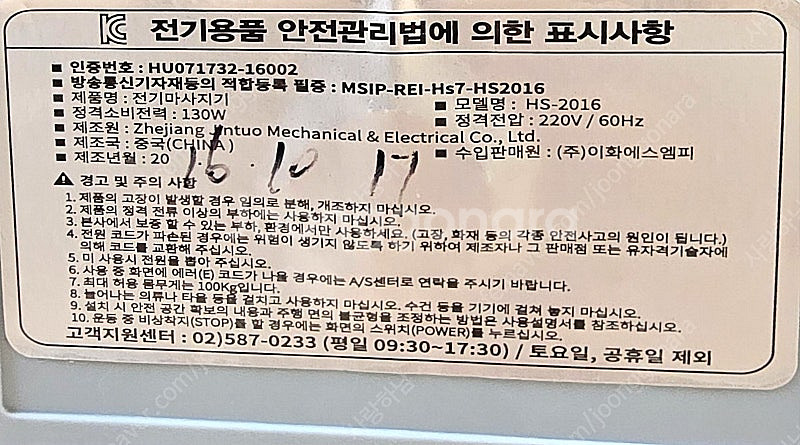 전기용품 안전관리법에 의한 표시사항
■ 인증번호 : HU071732-16002
■ 방송통신기자재등의 적합등록 필증 : MSIP-REI-Hs7-HS2016
■ 제품명 : 전기마사지기 ■ 모델명 : HS-2016
■ 정격소비전력 : 130W ■ 정격전압 : 220V / 60Hz
■ 제조원 : Zhejiang Jntuo Mechanical & Electrical Co., Ltd.
■ 제조국 : 중국(CHINA)
■ 제조년월 : 20 16. 10 17 ■ 수입판매원 : (주)이화에스엠피
경고 및 주의 사항
1. 제품의 고장이 발생할 경우 임의로 분해, 개조하지 마십시오.
2. 제품의 정격 전류 이상의 부하에는 사용하지 마십시오.
3. 본사에서 보증 할 수 있는 부하, 환경에서만 사용하세요. (고장, 화재 등의 각종 안전사고의 원인이 됩니다.)
4. 전원 코드가 파손된 경우에는 위험이 생기지 않도록 하기 위하여 제조자나 그 판매점 또는 유자격기술자에
의해 코드를 교환해 주십시오.
5. 미 사용시 전원을 뽑아 주십시오.
6. 사용 중 화면에 에러(E) 코드가 나올 경우에는 A/S센터로 연락을 주시기 바랍니다.
7. 최대 허용 몸무게는 100Kg입니다.
8. 늘어나는 의류나 타올 등을 걸치고 사용하지 마십시오. 수건 등을 기기에 걸쳐 놓지 마십시오.
9. 설치 시 안전 공간 확보의 내용과 주행 면의 불균형을 조정하는 방법은 사용설명서를 참조하십시오.
10. 운동 중 비상착지(STOP)를 할 경우에는 화면의 스위치(POWER)를 누르십시오.
고객지원센터 : 02)587-0233 (평일 09:30~17:30) / 토요일, 공휴일 제외
joongnara